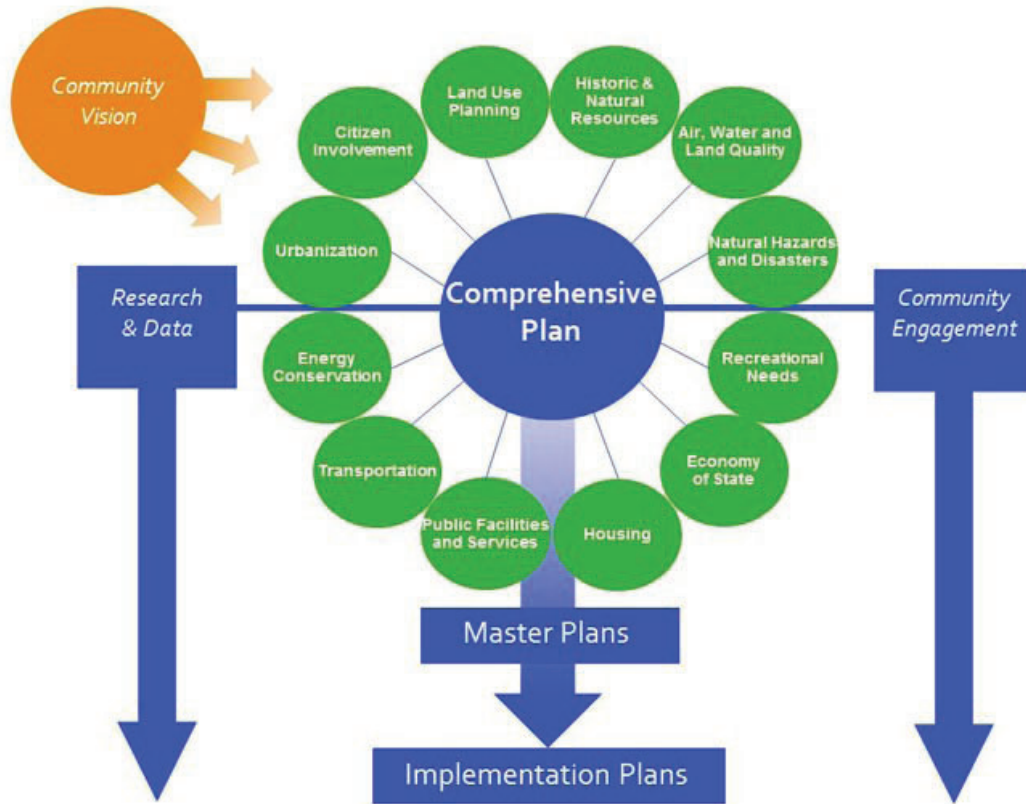 Community
Vision
Land Use
Planning
Historic &
Natural
Resources
Citizen
Involvement
Air, Water and
Land Quality
Urbanization
Natural Hazards
and Disasters
Research
& Data
Comprehensive
Plan
Community
Engagement
Energy
Conservation
Recreational
Needs
Transportation
Economy
of State
Public Facilities
and Services
Housing
Master Plans
Implementation Plans